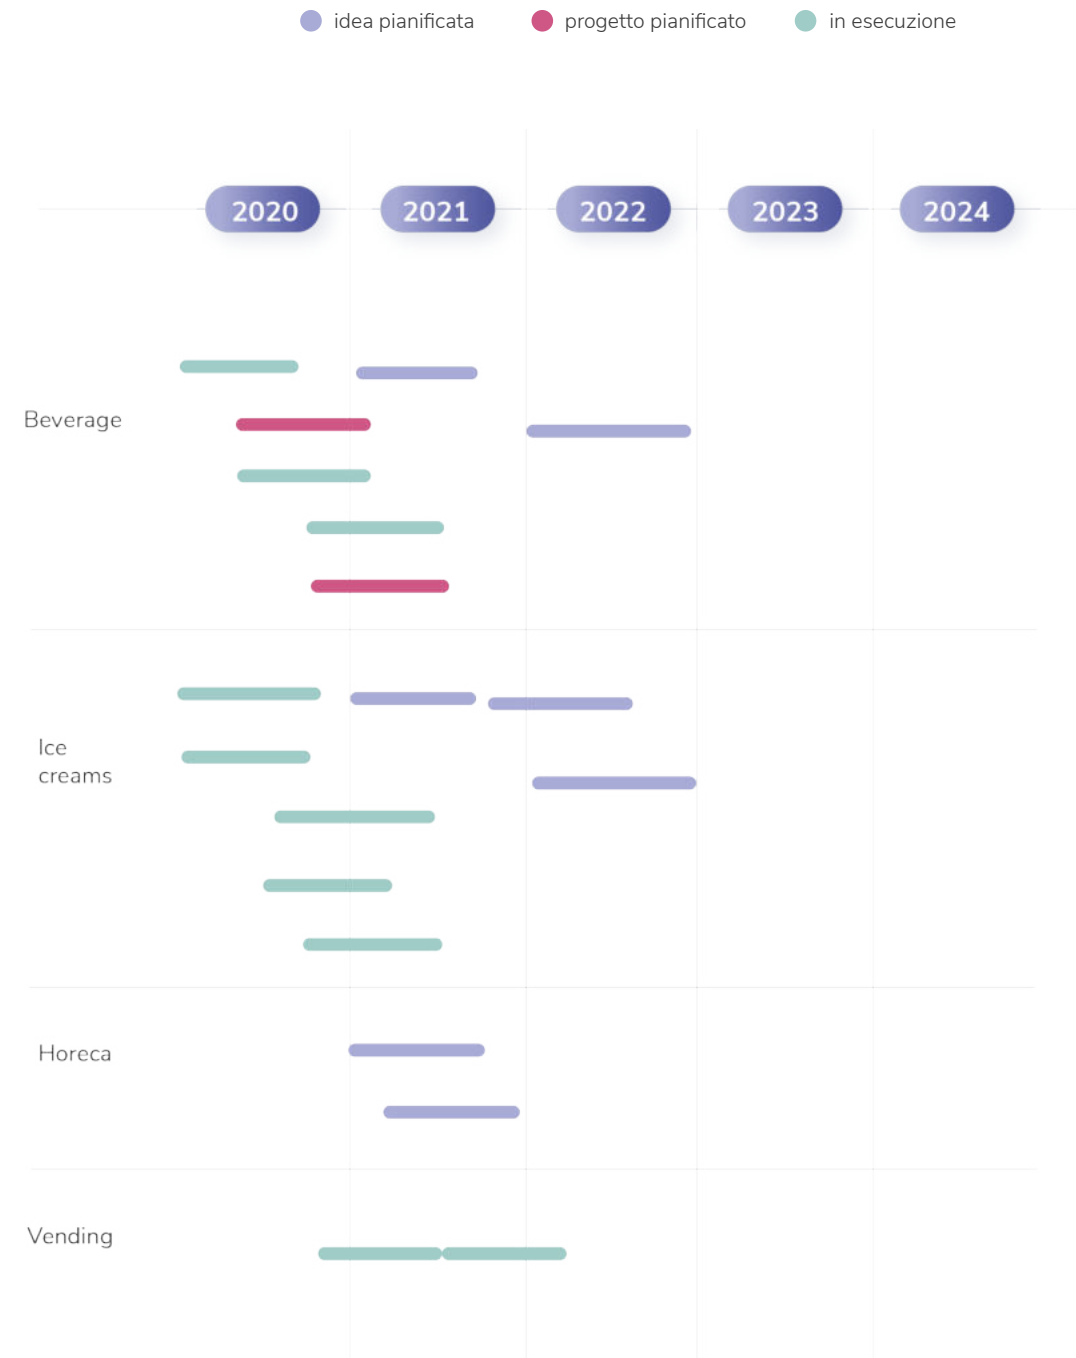 idea pianificata progetto pianificato in esecuzione
2020 2021 2022 2023 2024
Beverage
Ice
creams
Horeca
Vending